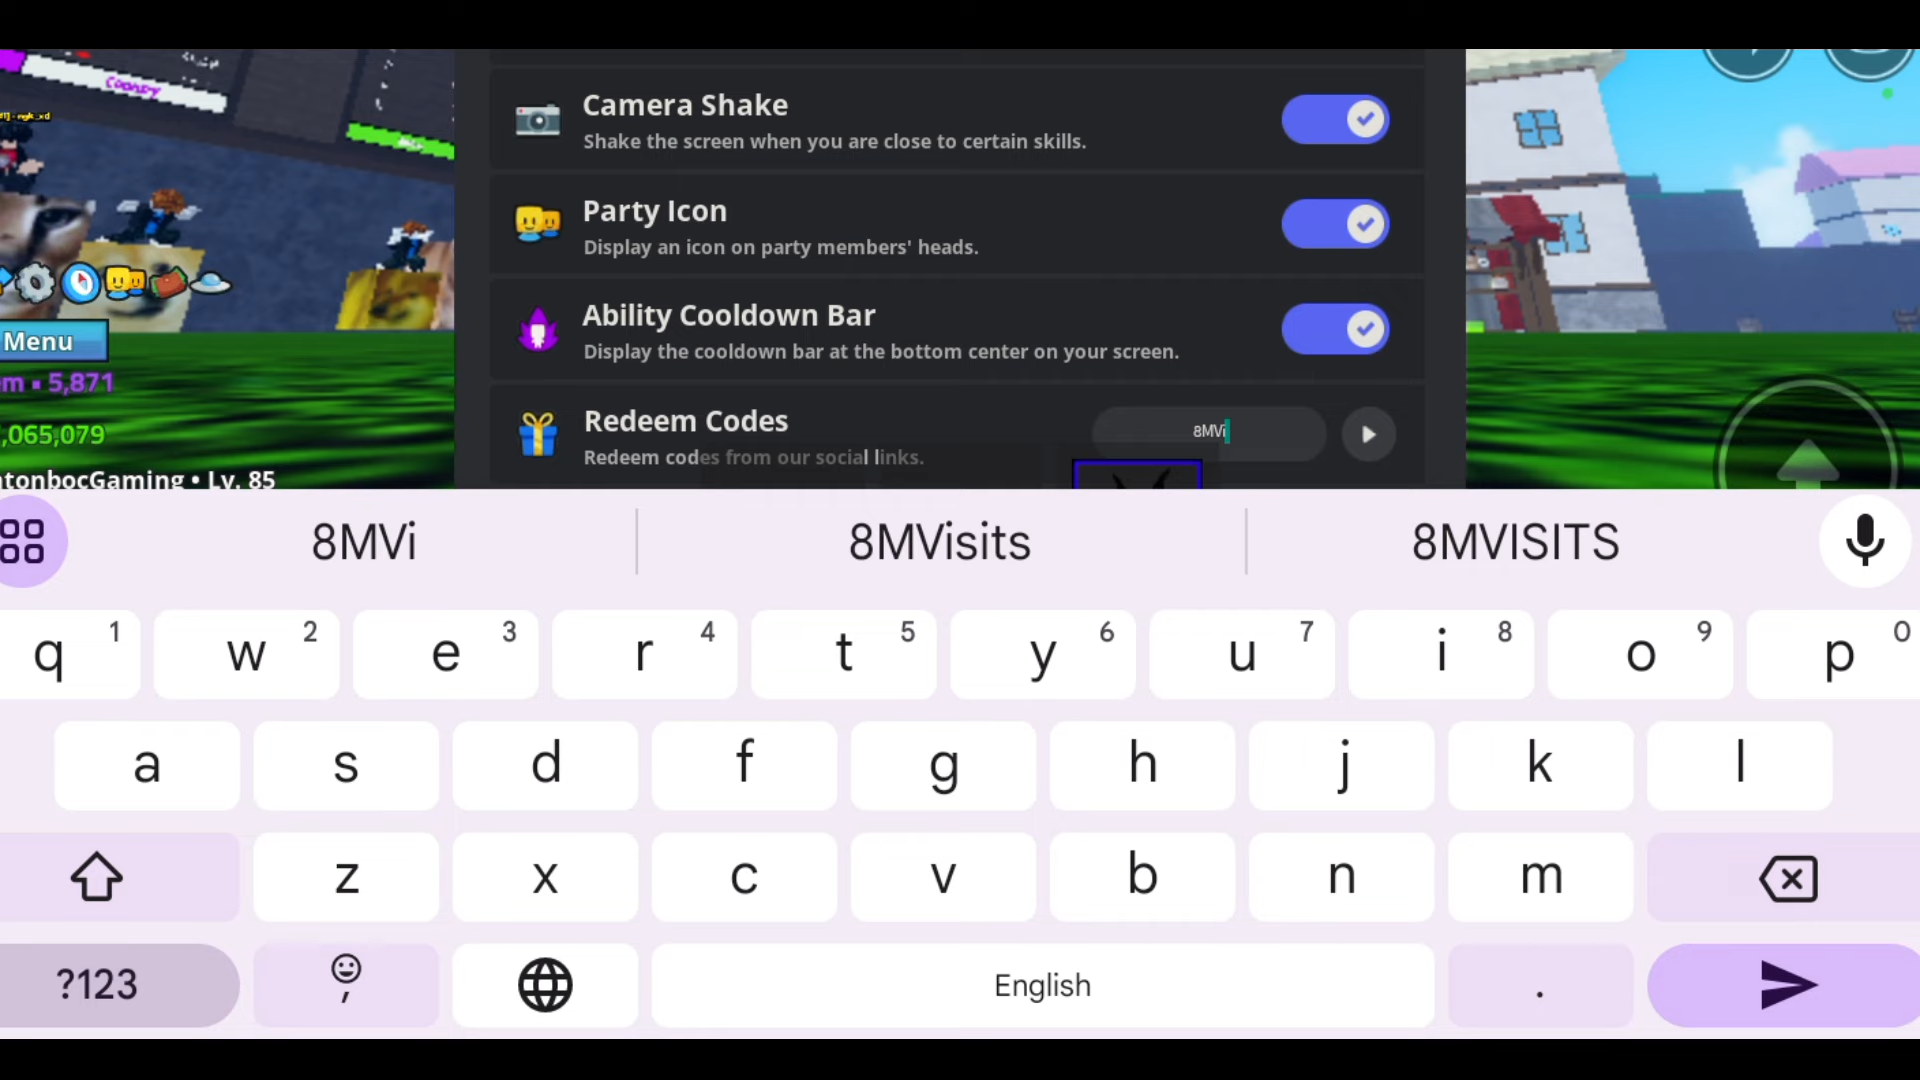 Coonzy
Camera Shake
Shake the screen when you are close to certain skills.
Party Icon
Display an icon on party members' heads.
Menu
Ability Cooldown Bar
Display the cooldown bar at the bottom center on your screen.
m • 5,871
,065,079
Redeem Codes
8MVi
Redeem codes from our social links.
ntonbocGaming • Lv. 85
8MVi
8MVisits
8MVISITS
q 1 w 2 e 3 r 4 t 5 y 6 u 7 i 8 o 9 p 0
a s d f g h j k l
z x c v b n m
?123
,
English
.